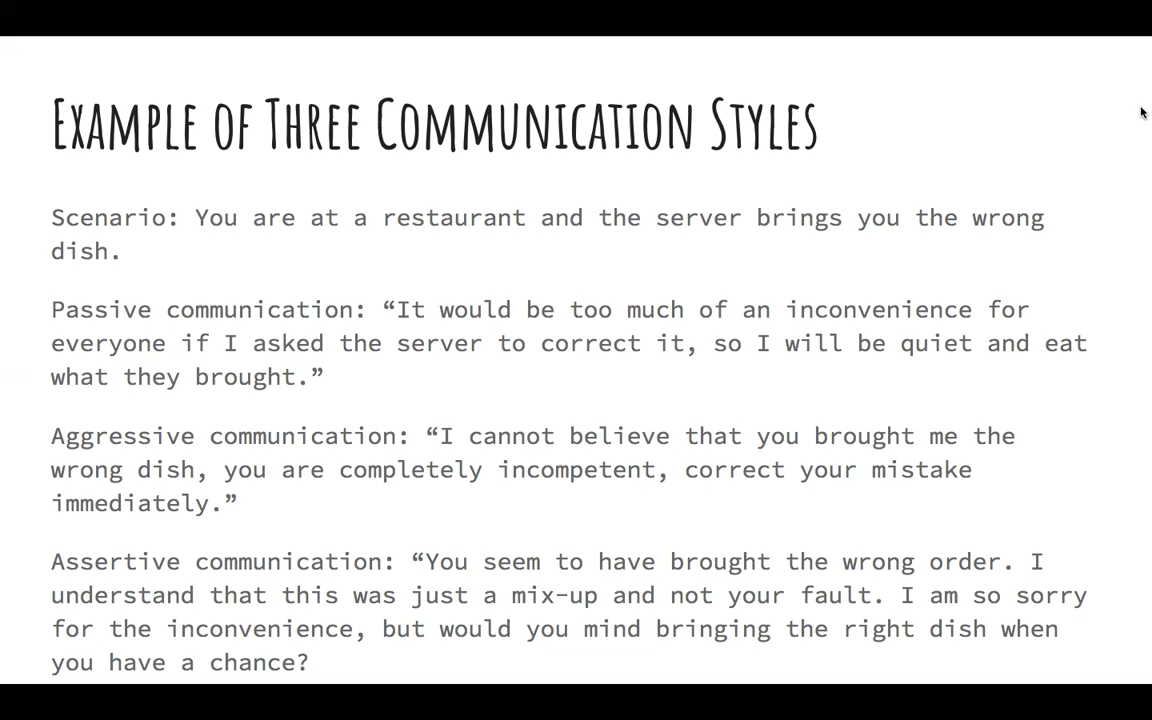 Example of Three Communication Styles
Scenario: You are at a restaurant and the server brings you the wrong
dish.
Passive communication: “It would be too much of an inconvenience for
everyone if I asked the server to correct it, so I will be quiet and eat
what they brought.”
Aggressive communication: “I cannot believe that you brought me the
wrong dish, you are completely incompetent, correct your mistake
immediately.”
Assertive communication: “You seem to have brought the wrong order. I
understand that this was just a mix-up and not your fault. I am so sorry
for the inconvenience, but would you mind bringing the right dish when
you have a chance?